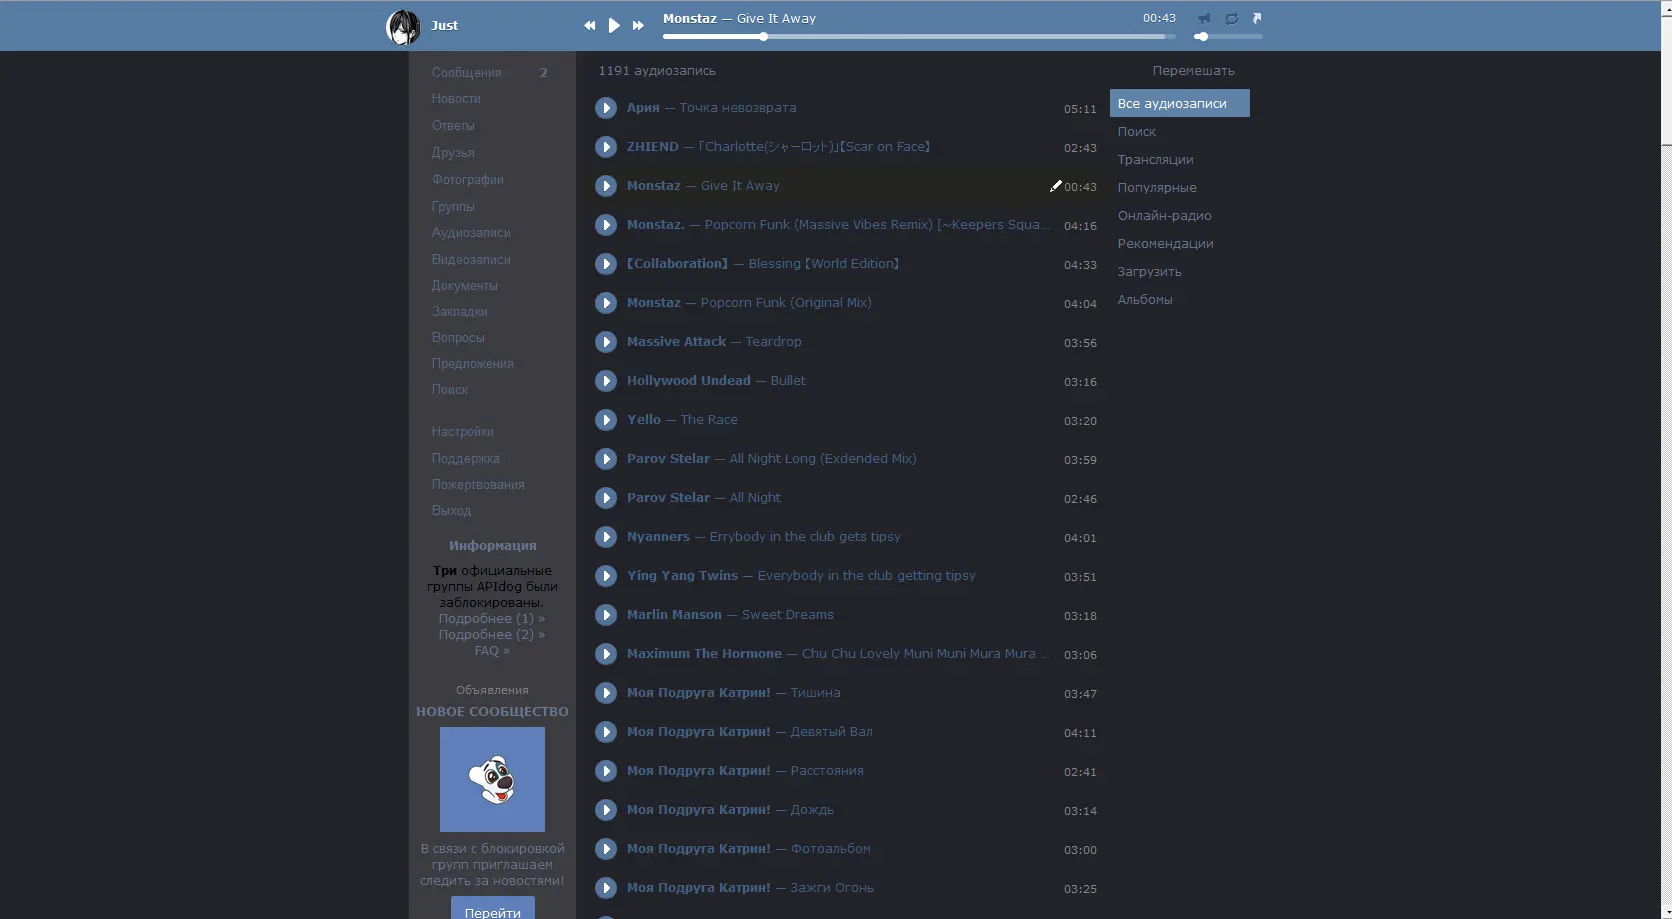 Just
Monstaz — Give It Away 00:43
Сообщения 2
Новости
Ответы
Друзья
Фотографии
Группы
Аудиозаписи
Видеозаписи
Документы
Закладки
Вопросы
Предложения
Поиск
Настройки
Поддержка
Пожертвования
Выход
Информация
Три официальные
группы APIdog были
заблокированы.
Подробнее (1) »
Подробнее (2) »
FAQ »
Объявления
НОВОЕ СООБЩЕСТВО
В связи с блокировкой
групп приглашаем
следить за новостями!
Перейти
1191 аудиозапись
Ария — Точка невозврата 05:11
ZHIEND — 「Charlotte(シャーロット)」【Scar on Face】 02:43
Monstaz — Give It Away 00:43
Monstaz. — Popcorn Funk (Massive Vibes Remix) [~Keepers Squa... 04:16
【Collaboration】 — Blessing 【World Edition】 04:33
Monstaz — Popcorn Funk (Original Mix) 04:04
Massive Attack — Teardrop 03:56
Hollywood Undead — Bullet 03:16
Yello — The Race 03:20
Parov Stelar — All Night Long (Exdended Mix) 03:59
Parov Stelar — All Night 02:46
Nyanners — Errybody in the club gets tipsy 04:01
Ying Yang Twins — Everybody in the club getting tipsy 03:51
Marlin Manson — Sweet Dreams 03:18
Maximum The Hormone — Chu Chu Lovely Muni Muni Mura Mura ... 03:06
Моя Подруга Катрин! — Тишина 03:47
Моя Подруга Катрин! — Девятый Вал 04:11
Моя Подруга Катрин! — Расстояния 02:41
Моя Подруга Катрин! — Дождь 03:14
Моя Подруга Катрин! — Фотоальбом 03:00
Моя Подруга Катрин! — Зажги Огонь 03:25
Перемешать
Все аудиозаписи
Поиск
Трансляции
Популярные
Онлайн-радио
Рекомендации
Загрузить
Альбомы